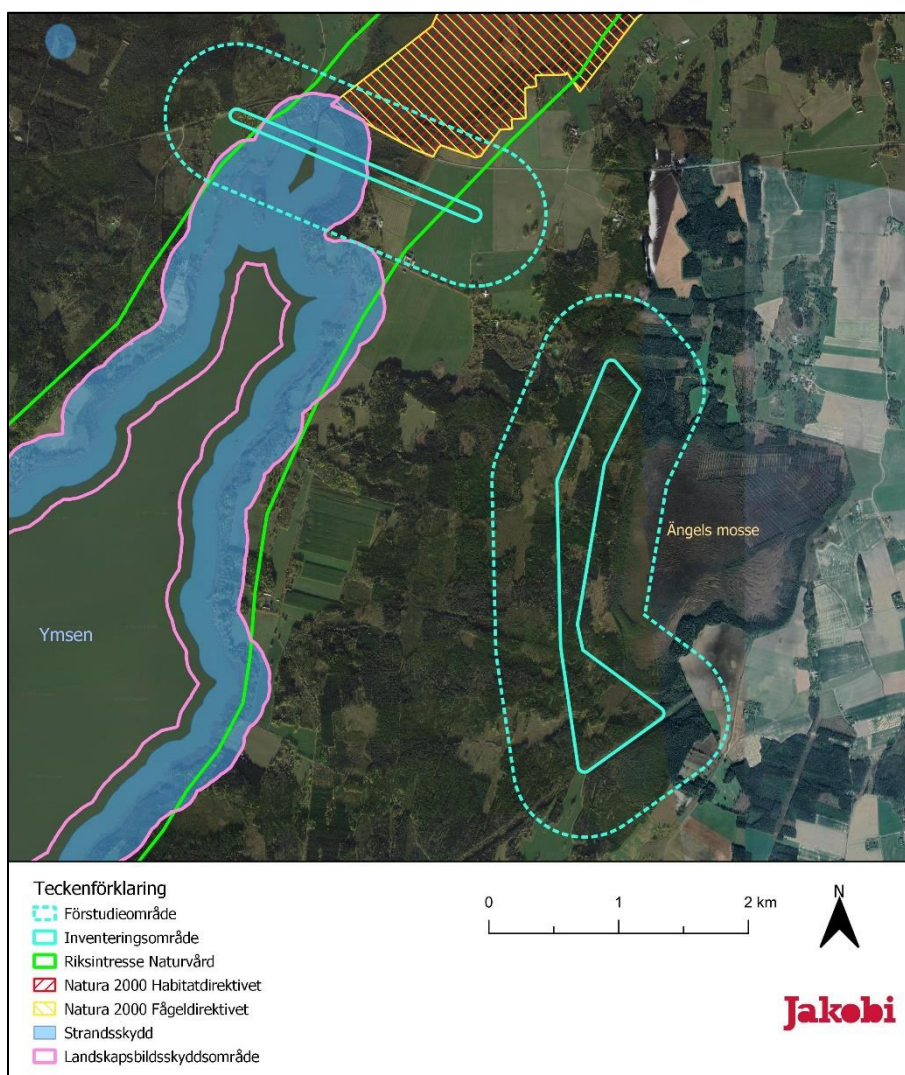 Ängels mosse
Ymsen
Teckenförklaring
Förstudieområde
Inventeringsområde
Riksintresse Naturvård
Natura 2000 Habitatdirektivet
Natura 2000 Fågeldirektivet
Strandsskydd
Landskapsbildsskyddsområde
0 1 2 km
N
Jakobi